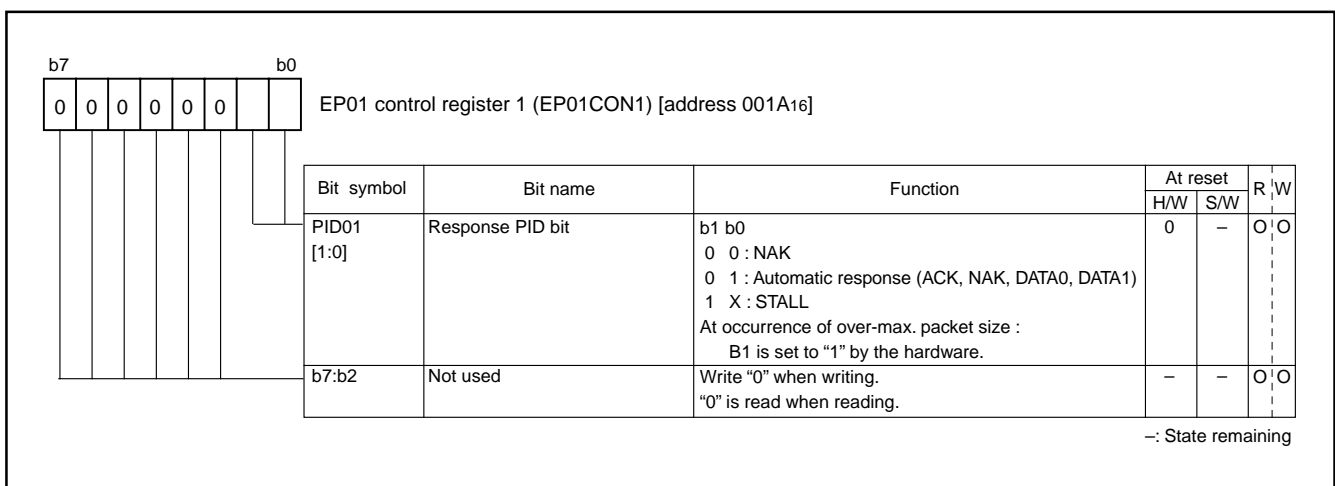 b7 b0
0 0 0 0 0 0
EP01 control register 1 (EP01CON1) [address 001A16]
Bit symbol Bit name Function At reset R W
H/W S/W
PID01 Response PID bit b1 b0 0 – O O
[1:0] 0 0 : NAK
0 1 : Automatic response (ACK, NAK, DATA0, DATA1)
1 X : STALL
At occurrence of over-max. packet size :
B1 is set to “1” by the hardware.
b7:b2 Not used Write “0” when writing. – – O O
“0” is read when reading.
–: State remaining